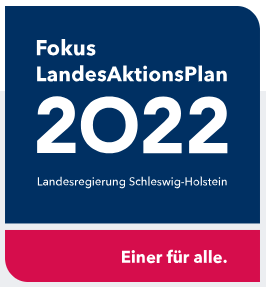 Fokus
LandesAktionsPlan
2022
Landesregierung Schleswig-Holstein
Einer für alle.